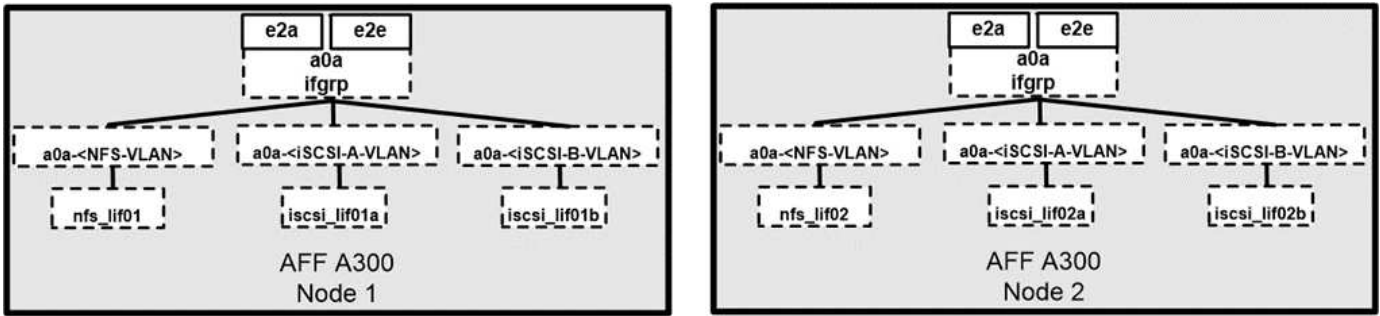 e2a e2e
a0a
ifgrp
a0a-<NFS-VLAN> a0a-<iSCSI-A-VLAN> a0a-<iSCSI-B-VLAN>
nfs_lif01 iscsi_lif01a iscsi_lif01b
AFF A300
Node 1
e2a e2e
a0a
ifgrp
a0a-<NFS-VLAN> a0a-<iSCSI-A-VLAN> a0a-<iSCSI-B-VLAN>
nfs_lif02 iscsi_lif02a iscsi_lif02b
AFF A300
Node 2